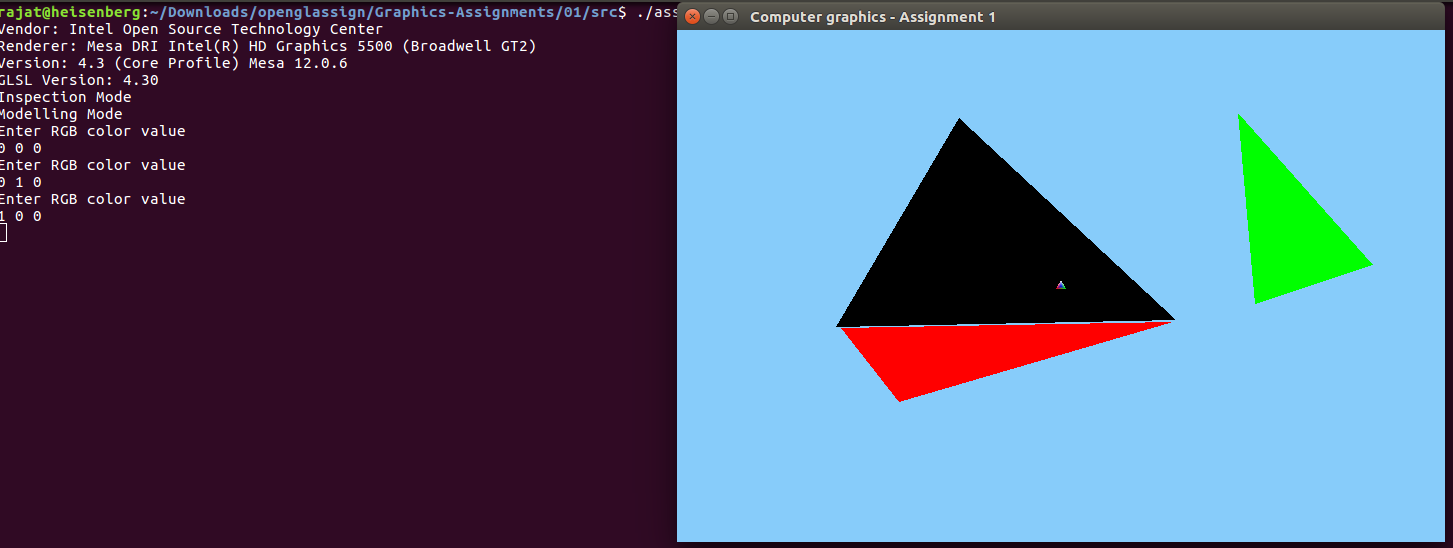 rajat@heisenberg:~/Downloads/openglassign/Graphics-Assignments/01/src$ ./ass
Computer graphics - Assignment 1
Vendor: Intel Open Source Technology Center
Renderer: Mesa DRI Intel(R) HD Graphics 5500 (Broadwell GT2)
Version: 4.3 (Core Profile) Mesa 12.0.6
GLSL Version: 4.30
Inspection Mode
Modelling Mode
Enter RGB color value
0 0 0
Enter RGB color value
0 1 0
Enter RGB color value
1 0 0